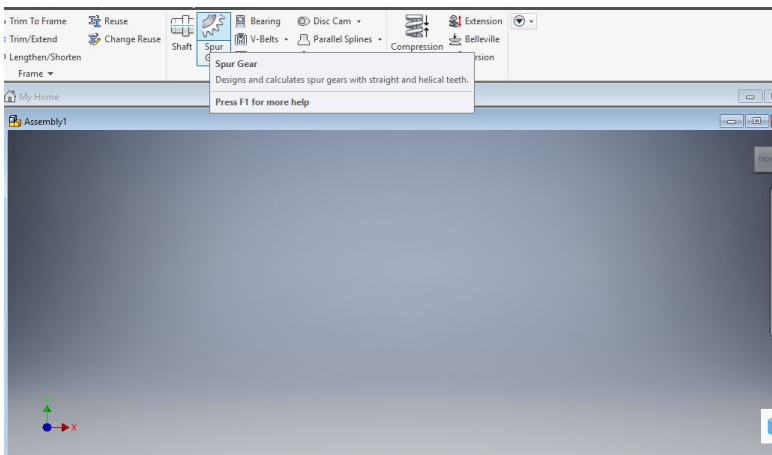 Trim To Frame Reuse Bearing Disc Cam Extension
Trim/Extend Change Reuse Shaft Spur V-Belts Parallel Splines Compression Belleville
Lengthen/Shorten
Frame
Spur Gear
Designs and calculates spur gears with straight and helical teeth.
Press F1 for more help
My Home
Assembly1
Y
X